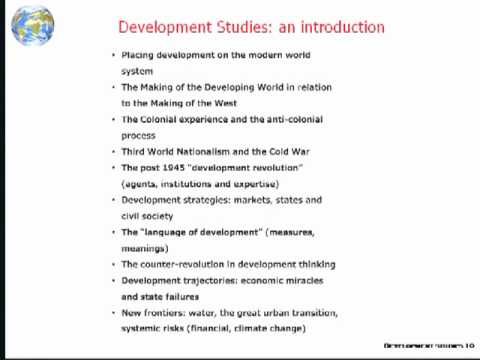 Development Studies: an introduction
• Placing development on the modern world
system
• The Making of the Developing World in relation
to the Making of the West
• The Colonial experience and the anti-colonial
process
• Third World Nationalism and the Cold War
• The post 1945 "development revolution"
(agents, institutions and expertise)
• Development strategies: markets, states and
civil society
• The "language of development" (measures,
meanings)
• The counter-revolution in development thinking
• Development trajectories: economic miracles
and state failures
• New frontiers: water, the great urban transition,
systemic risks (financial, climate change)
Development Studies 10